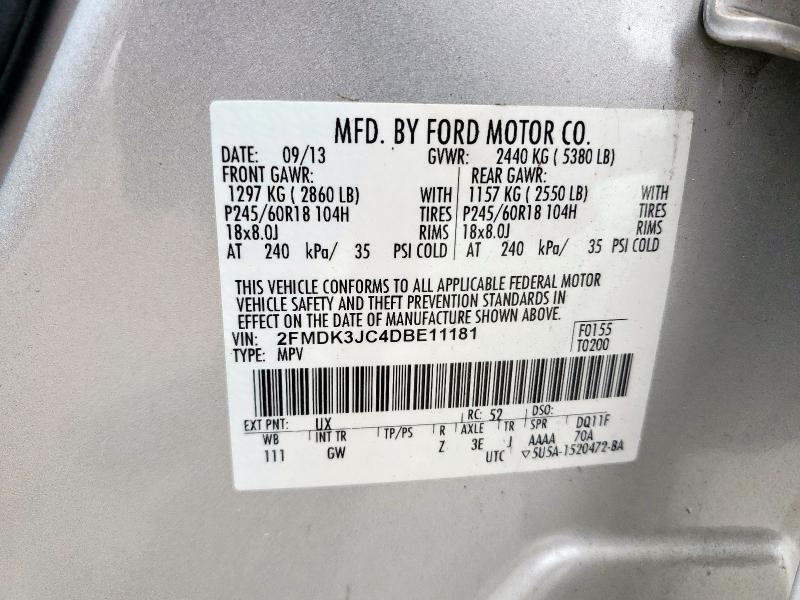 MFD. BY FORD MOTOR CO.
DATE: 09/13 GVWR: 2440 KG ( 5380 LB)
FRONT GAWR: REAR GAWR:
1297 KG ( 2860 LB) WITH 1157 KG ( 2550 LB) WITH
P245/60R18 104H TIRES P245/60R18 104H TIRES
18x8.0J RIMS 18x8.0J RIMS
AT 240 kPa/ 35 PSI COLD AT 240 kPa/ 35 PSI COLD
THIS VEHICLE CONFORMS TO ALL APPLICABLE FEDERAL MOTOR
VEHICLE SAFETY AND THEFT PREVENTION STANDARDS IN
EFFECT ON THE DATE OF MANUFACTURE SHOWN ABOVE.
VIN: 2FMDK3JC4DBE11181 F0155
TYPE: MPV T0200
EXT PNT: UX RC: 52 DSO:
WB INT TR TP/PS R AXLE TR SPR DQ11F
111 GW Z 3E J AAAA 70A
UTC ▽5U5A-1520472-BA